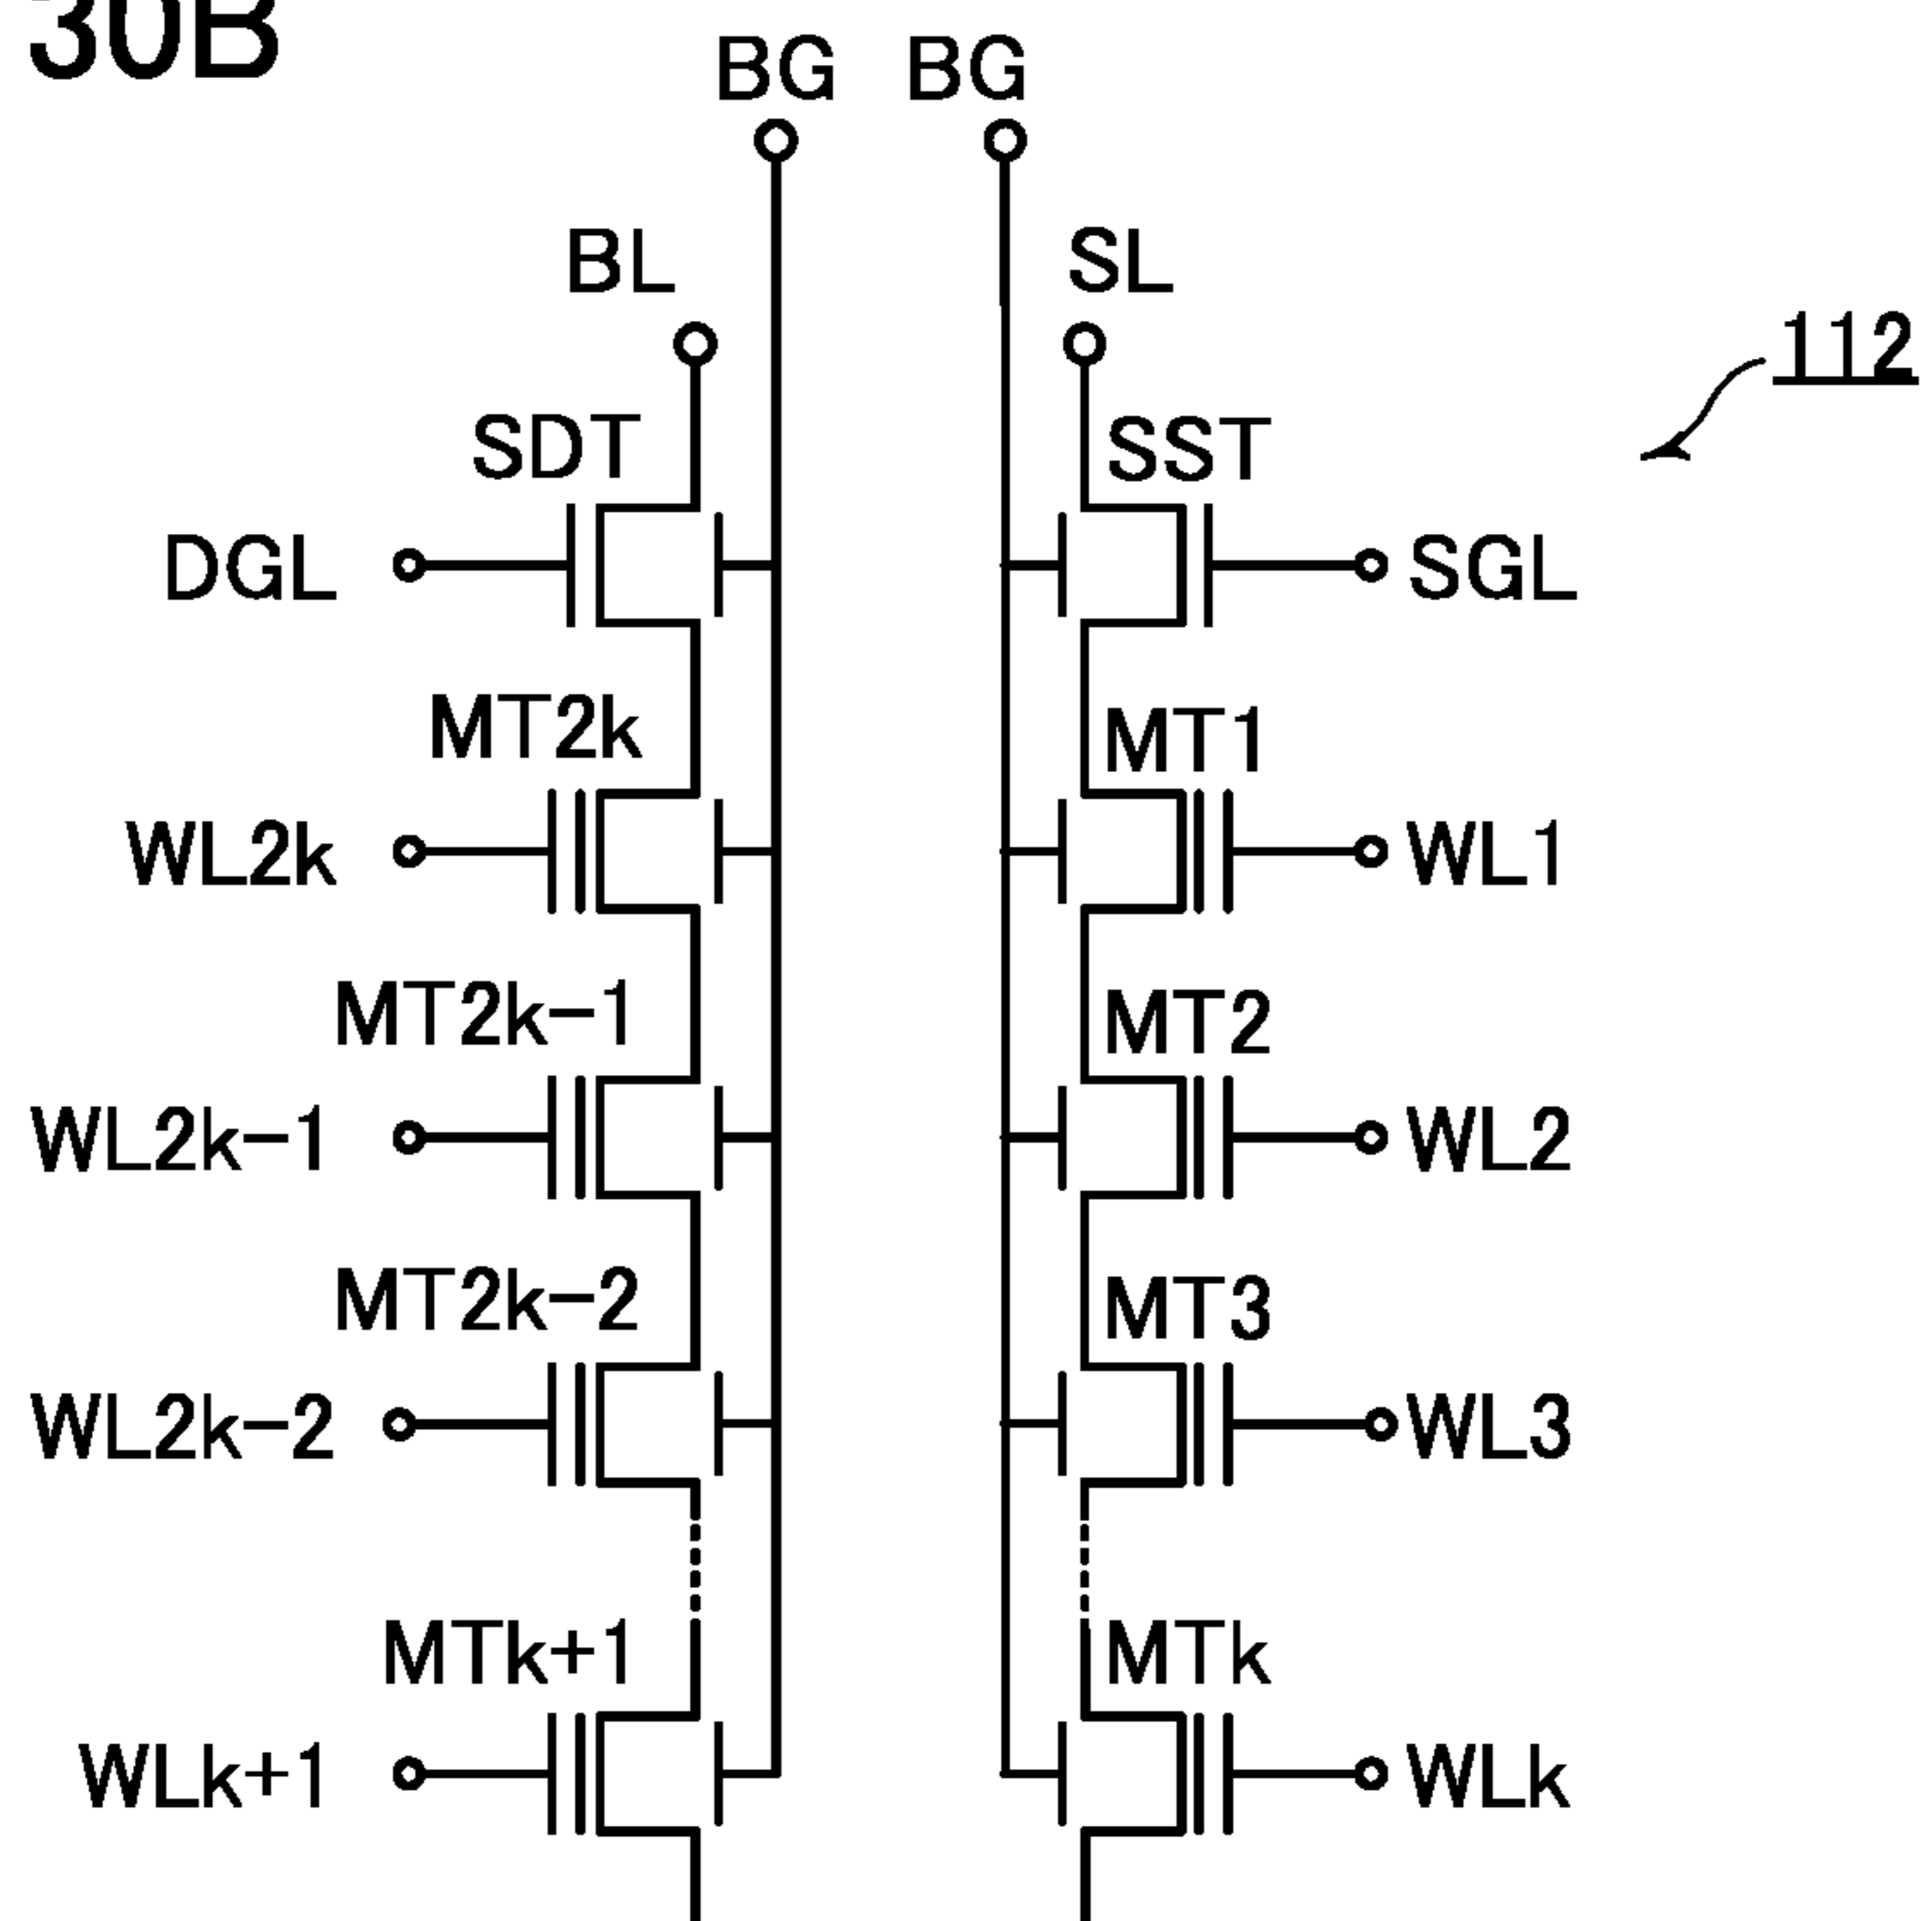 30B
BG BG
BL SL
112
SDT SST
DGL SGL
MT2k MT1
WL2k WL1
MT2k-1 MT2
WL2k-1 WL2
MT2k-2 MT3
WL2k-2 WL3
MTk+1 MTk
WLk+1 WLk